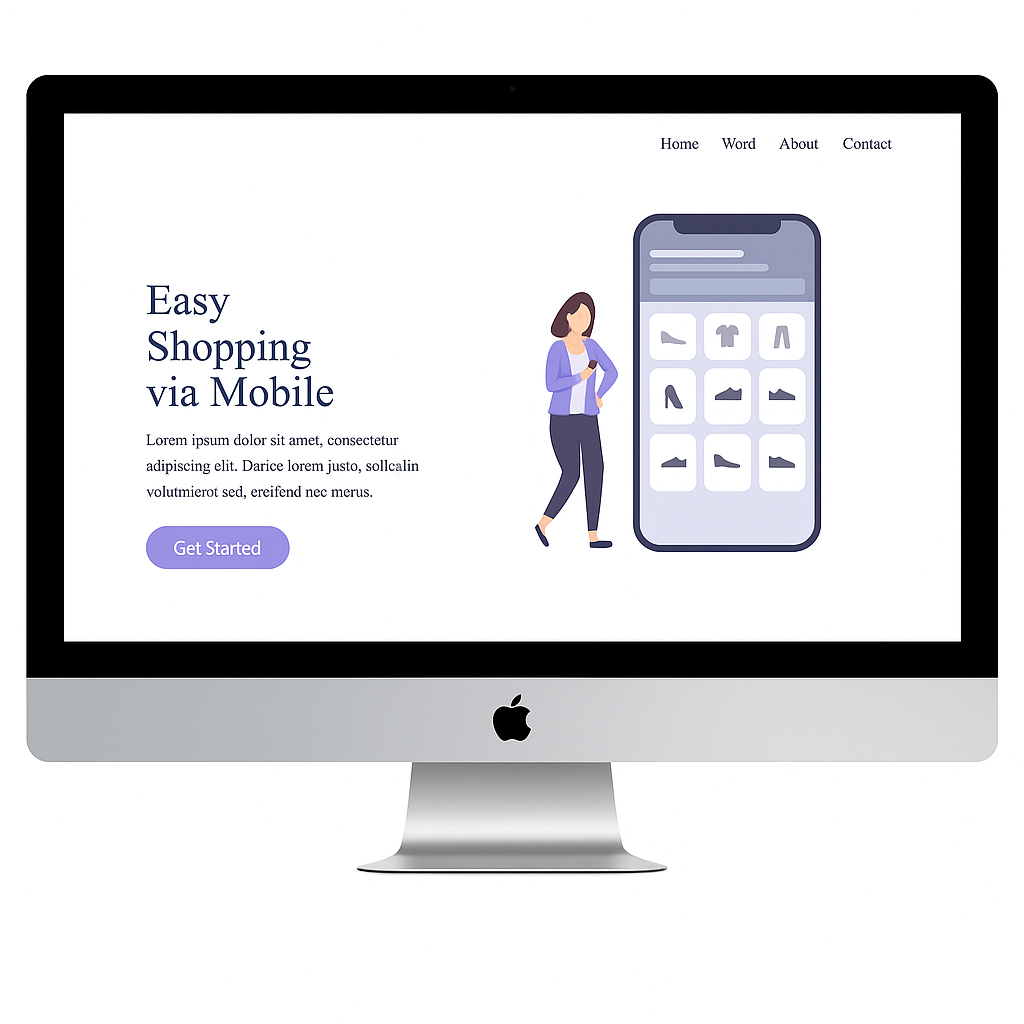 Home Word About Contact
Easy
Shopping
via Mobile
Lorem ipsum dolor sit amet, consectetur
adipiscing elit. Darice lorem justo, sollcalin
volutmierot sed, ereifend nec merus.
Get Started